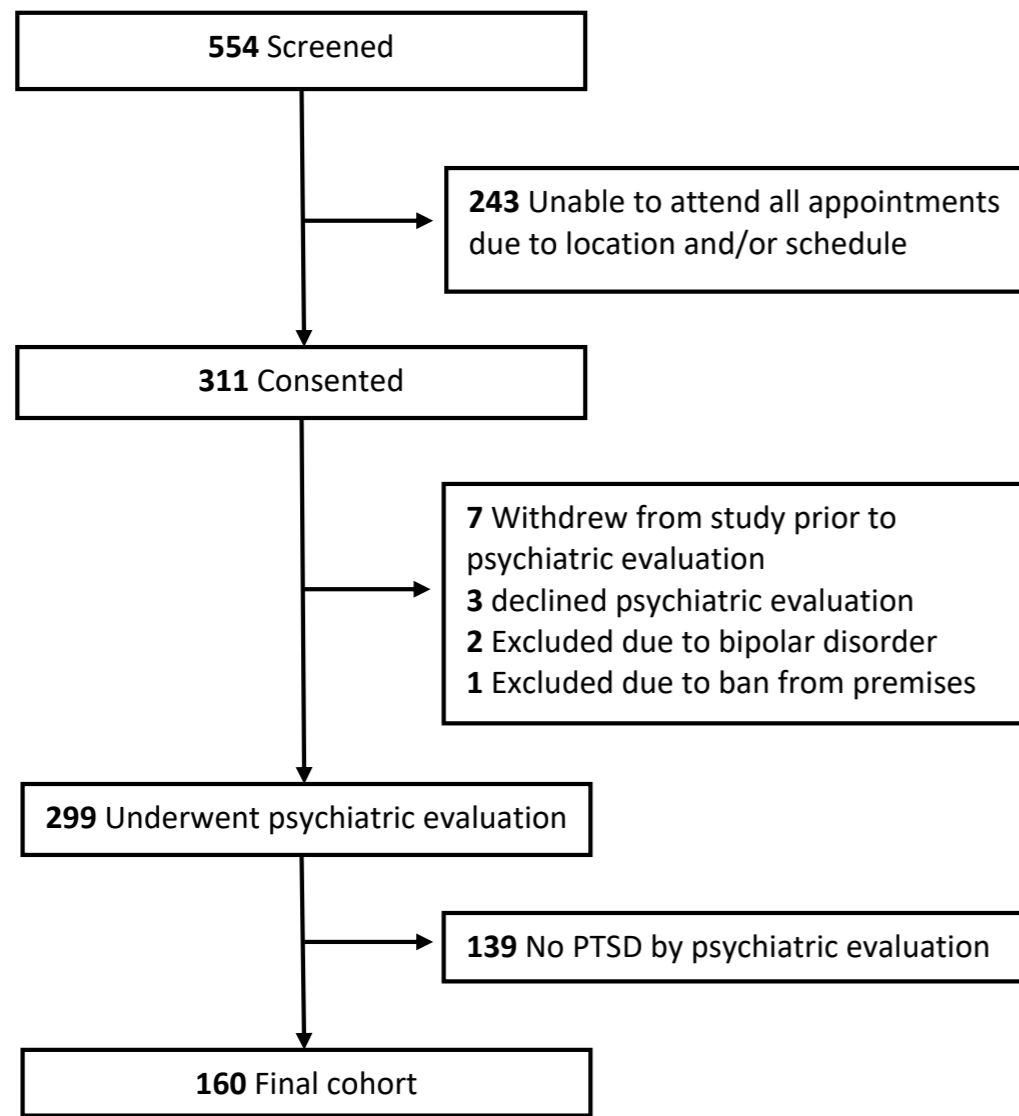 554 Screened
243 Unable to attend all appointments
due to location and/or schedule
311 Consented
7 Withdrew from study prior to
psychiatric evaluation
3 declined psychiatric evaluation
2 Excluded due to bipolar disorder
1 Excluded due to ban from premises
299 Underwent psychiatric evaluation
139 No PTSD by psychiatric evaluation
160 Final cohort